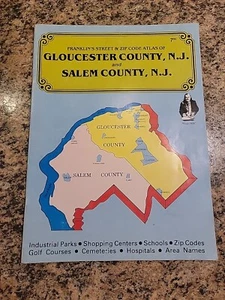 FRANKLIN'S STREET & ZIP CODE ATLAS OF
GLOUCESTER COUNTY, N.J.
and
SALEM COUNTY, N.J.
GLOUCESTER
COUNTY
SALEM COUNTY
Industrial Parks • Shopping Centers • Schools • Zip Codes
Golf Courses • Cemeteries • Hospitals • Area Names